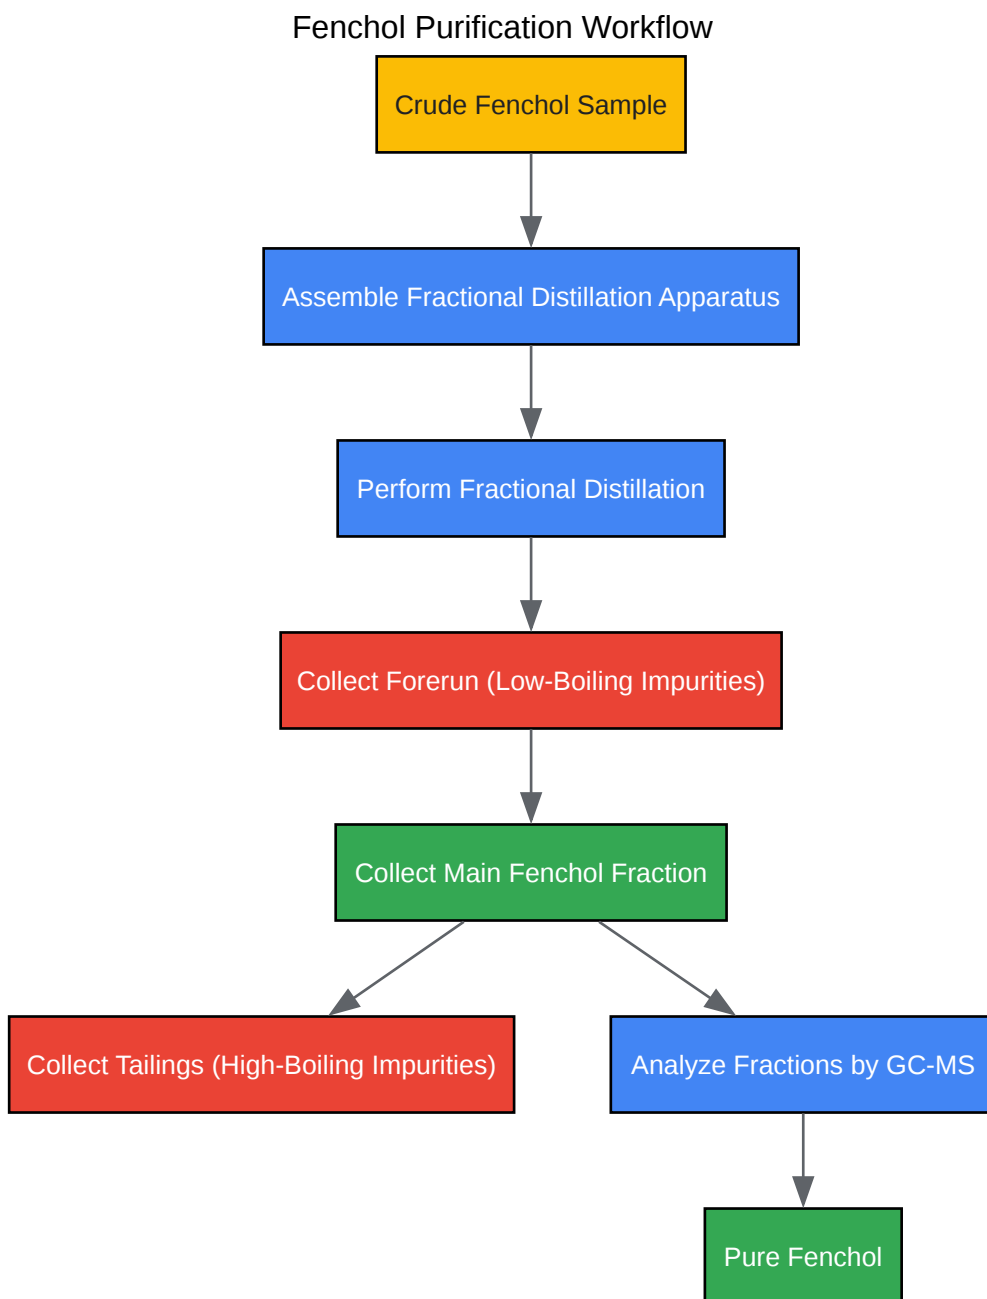 Fenchol Purification Workflow
Crude Fenchol Sample
Assemble Fractional Distillation Apparatus
Perform Fractional Distillation
Collect Forerun (Low-Boiling Impurities)
Collect Main Fenchol Fraction
Collect Tailings (High-Boiling Impurities)
Analyze Fractions by GC-MS
Pure Fenchol